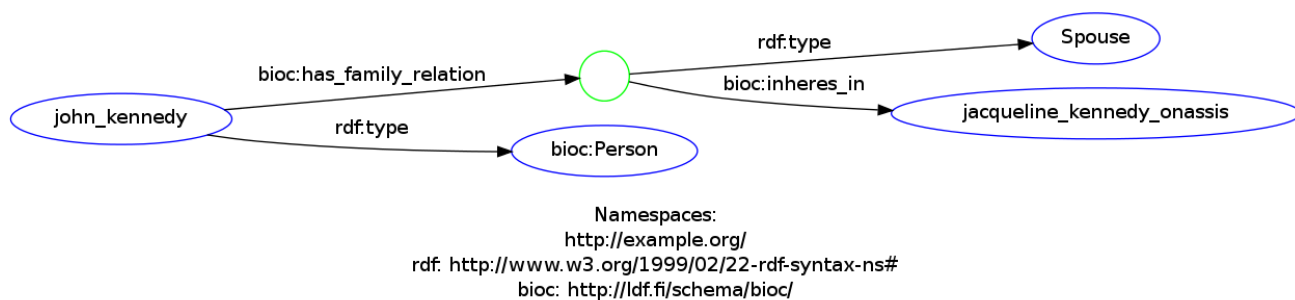 rdf:type
Spouse
bioc:has_family_relation
bioc:inheres_in
john_kennedy
jacqueline_kennedy_onassis
rdf:type
bioc:Person
Namespaces:
http://example.org/
rdf: http://www.w3.org/1999/02/22-rdf-syntax-ns#
bioc: http://ldf.fi/schema/bioc/